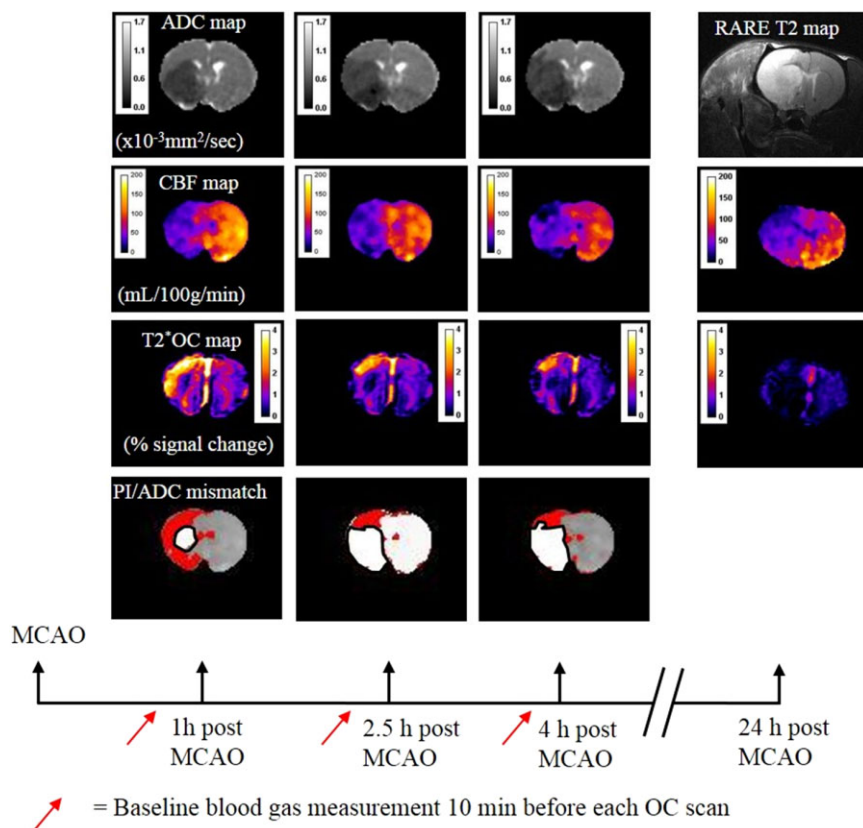 ADC map
1.7
1.1
0.6
0.0
1.7
1.1
0.6
0.0
1.7
1.1
0.6
0.0
RARE T2 map
(x10-3mm2/sec)
CBF map
200
150
100
50
0
200
150
100
50
0
200
150
100
50
0
200
150
100
50
0
(mL/100g/min)
T2*OC map
4
3
2
1
0
4
3
2
1
0
4
3
2
1
0
4
3
2
1
0
(% signal change)
PI/ADC mismatch
MCAO
1h post
MCAO
2.5 h post
MCAO
4 h post
MCAO
24 h post
MCAO
= Baseline blood gas measurement 10 min before each OC scan